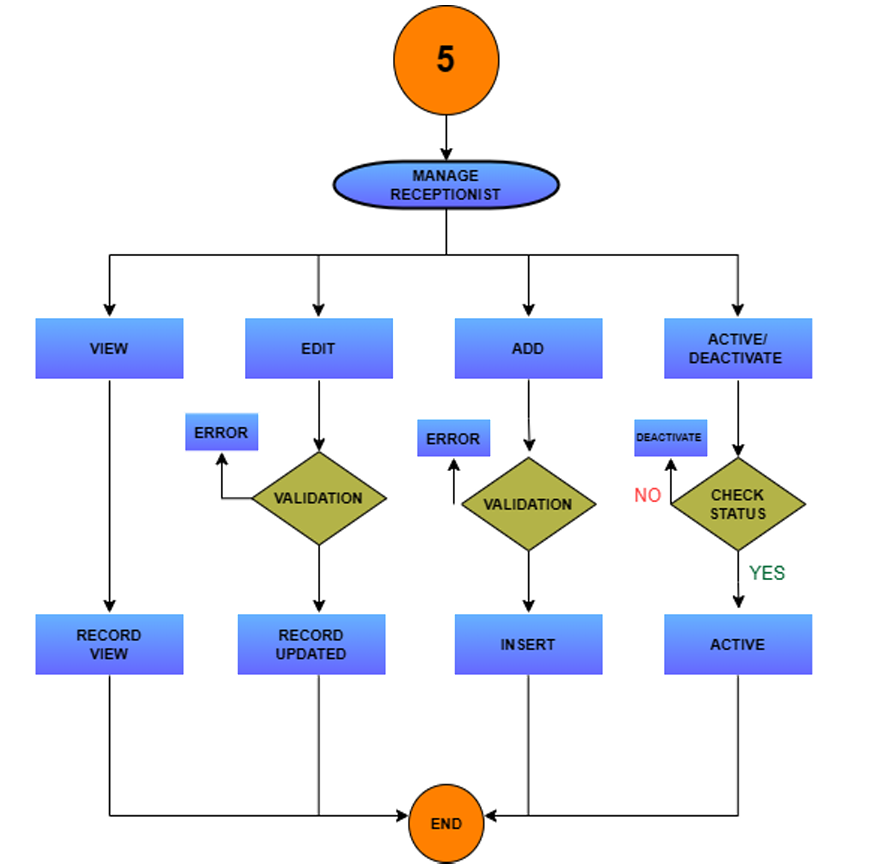 5
MANAGE
RECEPTIONIST
VIEW
EDIT
ADD
ACTIVE/
DEACTIVATE
ERROR
ERROR
DEACTIVATE
VALIDATION
VALIDATION
NO
CHECK
STATUS
YES
RECORD
VIEW
RECORD
UPDATED
INSERT
ACTIVE
END